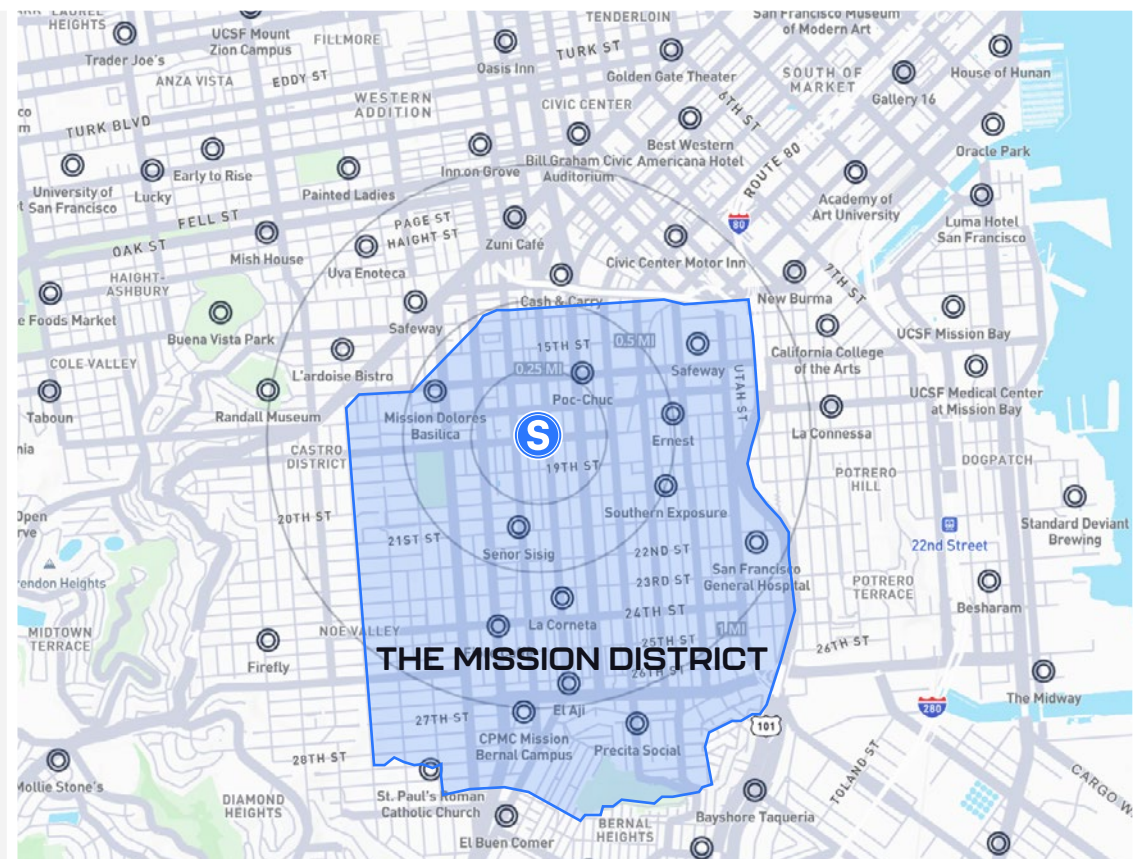 LAUREL
HEIGHTS
Trader Joe's
UCSF Mount
Zion Campus
FILLMORE
TENDERLOIN
San Francisco Museum
of Modern Art
Oasis Inn
TURK ST
Golden Gate Theater
SOUTH OF
MARKET
House of Hunan
ANZA VISTA
EDDY ST
WESTERN
ADDITION
CIVIC CENTER
6TH ST
Gallery 16
TURK BLVD
Best Western
Americana Hotel
ROUTE 80
Oracle Park
University of
San Francisco
Lucky
Early to Rise
Painted Ladies
Inn on Grove
Bill Graham Civic
Auditorium
Academy of
Art University
FELL ST
PAGE ST
HAIGHT ST
Zuni Café
80
Luma Hotel
San Francisco
OAK ST
Mish House
Uva Enoteca
Civic Center Motor Inn
7TH ST
HAIGHT-
ASHBURY
Cash & Carry
New Burma
e Foods Market
Buena Vista Park
Safeway
UCSF Mission Bay
15TH ST
0.5 MI
Safeway
California College
of the Arts
COLE VALLEY
L'ardoise Bistro
0.25 MI
UTAH ST
UCSF Medical Center
at Mission Bay
Taboun
Randall Museum
Mission Dolores
Basilica
Poc-Chuc
S
Ernest
La Connessa
CASTRO
DISTRICT
19TH ST
POTRERO
HILL
DOGPATCH
20TH ST
Southern Exposure
Standard Deviant
Brewing
21ST ST
Señor Sisig
22ND ST
22nd Street
San Francisco
General Hospital
23RD ST
POTRERO
TERRACE
Besharam
24TH ST
La Corneta
MIDTOWN
TERRACE
NOE VALLEY
1 MI
25TH ST
26TH ST
Firefly
THE MISSION DISTRICT
26TH ST
The Midway
El Aji
280
27TH ST
101
CPMC Mission
Bernal Campus
Precita Social
28TH ST
Mollie Stone's
TOLAND ST
CARGO W
DIAMOND
HEIGHTS
St. Paul's Roman
Catholic Church
BERNAL
HEIGHTS
Bayshore Taqueria
El Buen Comer